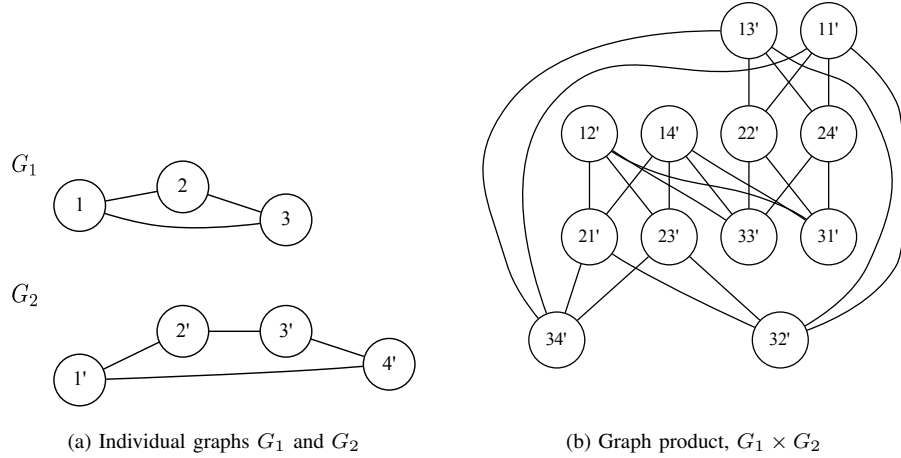 13' 11'
12' 14' 22' 24'
G₁
1 2 3
21' 23' 33' 31'
G₂
2' 3'
1' 4'
34' 32'
(a) Individual graphs G₁ and G₂
(b) Graph product, G₁ × G₂